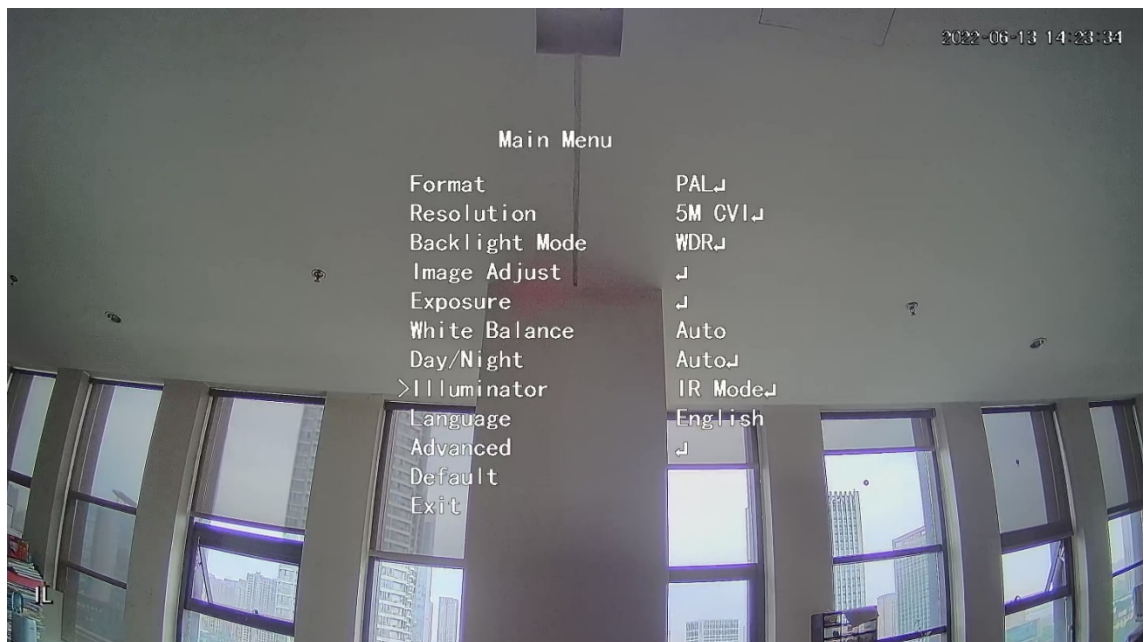 2022-06-13 14:23:34
Main Menu
Format PAL↲
Resolution 5M CVI↲
Backlight Mode WDR↲
Image Adjust ↲
Exposure ↲
White Balance Auto
Day/Night Auto↲
>Illuminator IR Mode↲
Language English
Advanced ↲
Default
Exit
IL